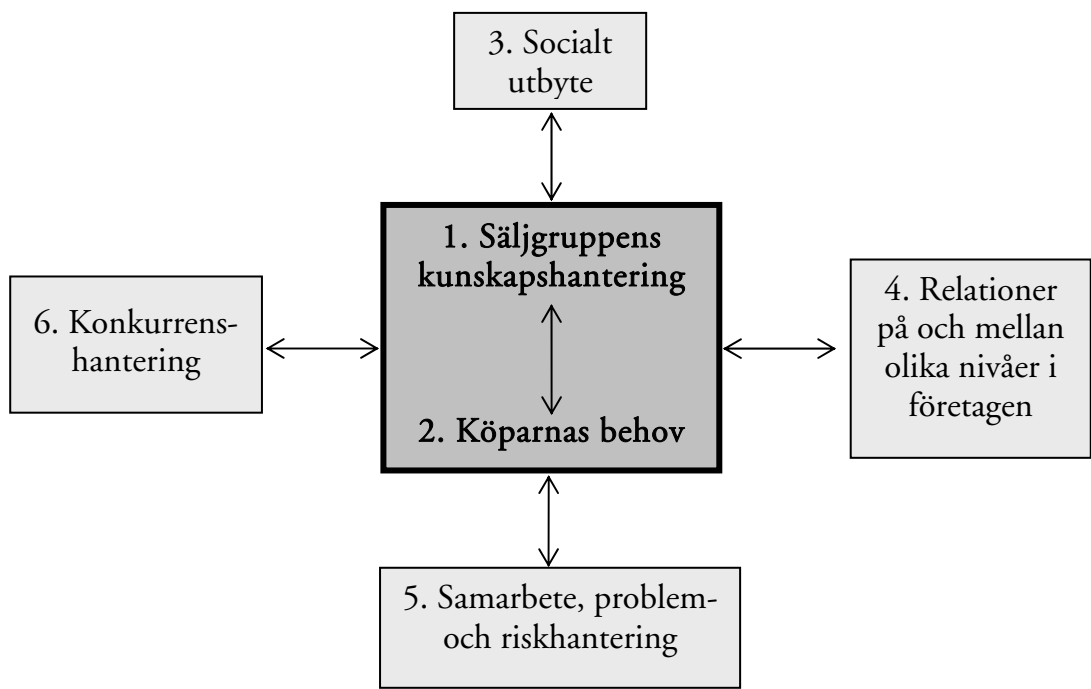 3. Socialt
utbyte
1. Säljgruppens
kunskapshantering
2. Köparnas behov
6. Konkurrens-
hantering
4. Relationer
på och mellan
olika nivåer i
företagen
5. Samarbete, problem-
och riskhantering